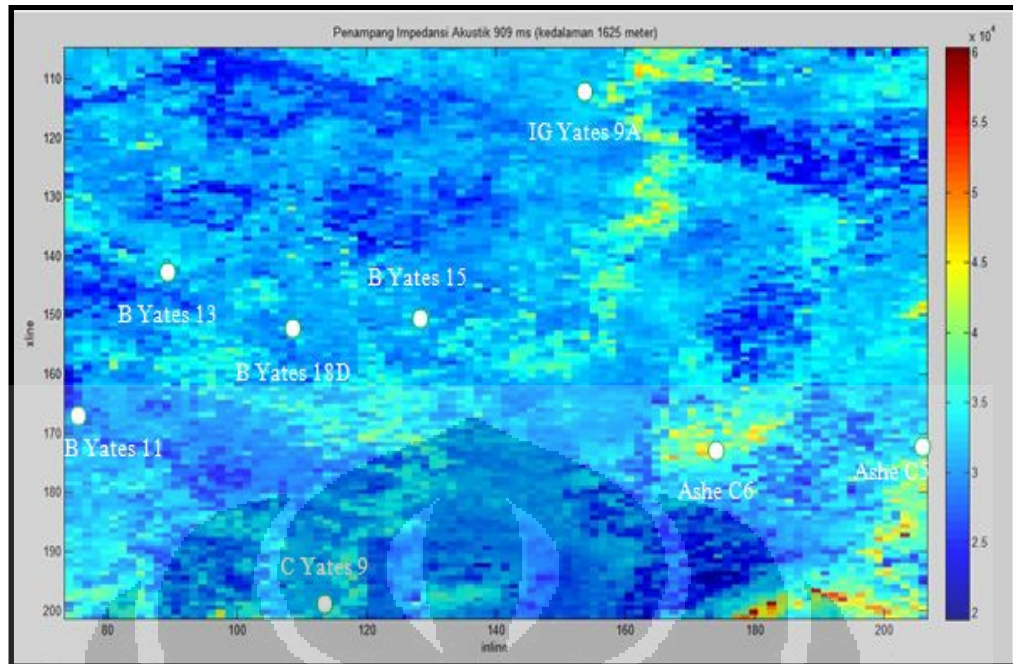 Penampang Impedansi Akustik 909 ms (kedalaman 1625 meter)
x 10^4
6
5.5
5
4.5
4
3.5
3
2.5
2
110
120
130
140
150
160
170
180
190
200
xline
IG Yates 9A
B Yates 15
B Yates 13
B Yates 18D
B Yates 11
Ashe C5
Ashe C6
C Yates 9
80
100
120
140
160
180
200
inline